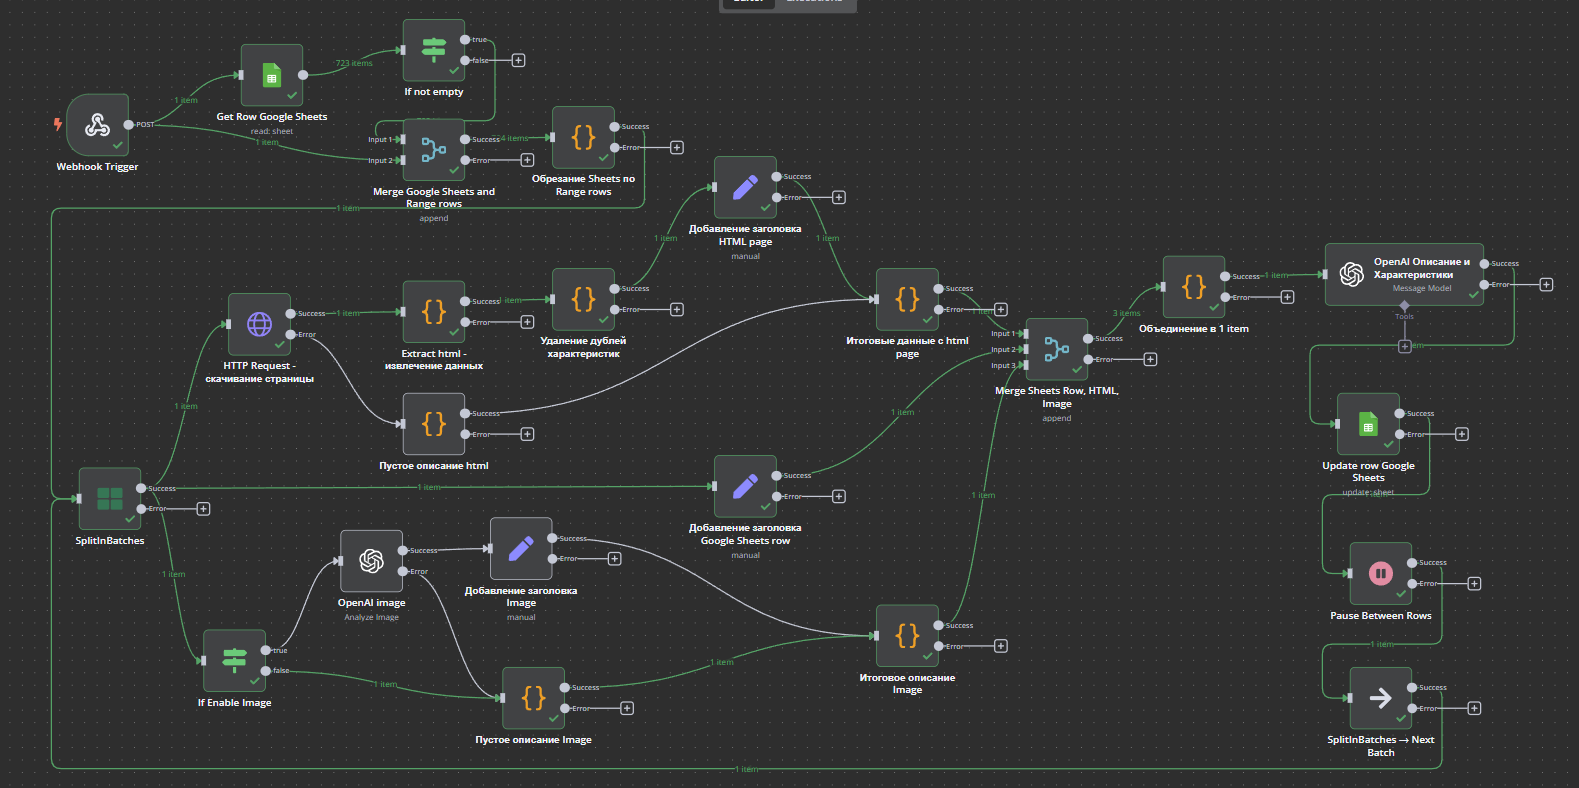 true
723 items
false
If not empty
1 item
Get Row Google Sheets
read: sheet
POST
1 item
Webhook Trigger
Input 1
Success
Input 2
Error
Merge Google Sheets and
Range rows
append
Success
Error
Обрезание Sheets по
Range rows
1 item
Success
Error
Добавление заголовка
HTML page
manual
1 item
1 item
Success
Error
1 item
HTTP Request -
скачивание страницы
Success
Error
Extract html -
извлечение данных
Success
Error
Удаление дублей
характеристик
Success
Error
Пустое описание html
Success
Error
Итоговые данные с html
page
Input 1
Input 2
Input 3
Success
Error
Merge Sheets Row, HTML,
Image
append
3 items
Success
1 item
Error
Объединение в 1 item
OpenAI Описание и
Характеристики
Message Model
Success
Error
Tools
Success
Error
Update row Google
Sheets
update: sheet
1 item
Success
Error
SplitInBatches
1 item
1 item
Success
Error
Добавление заголовка
Google Sheets row
manual
1 item
1 item
1 item
Success
Error
OpenAI image
Analyze Image
Success
Error
Добавление заголовка
Image
manual
true
false
If Enable Image
1 item
Success
Error
Пустое описание Image
1 item
Success
Error
Итоговое описание
Image
Success
Error
Pause Between Rows
1 item
Success
Error
SplitInBatches → Next
Batch
1 item